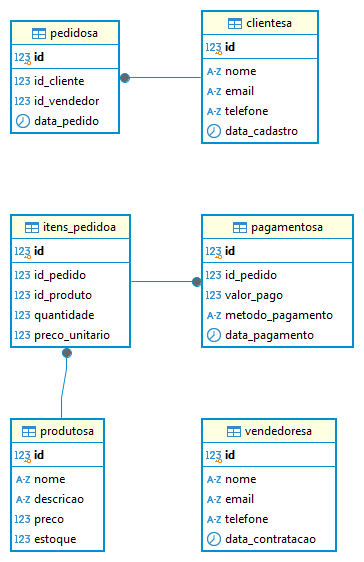 pedidosa
123 id
123 id_cliente
123 id_vendedor
data_pedido
clientesa
123 id
A-Z nome
A-Z email
A-Z telefone
data_cadastro
itens_pedidoa
123 id
123 id_pedido
123 id_produto
123 quantidade
123 preco_unitario
pagamentosa
123 id
123 id_pedido
123 valor_pago
A-Z metodo_pagamento
data_pagamento
produtosa
123 id
A-Z nome
A-Z descricao
123 preco
123 estoque
vendedoresa
123 id
A-Z nome
A-Z email
A-Z telefone
data_contratacao